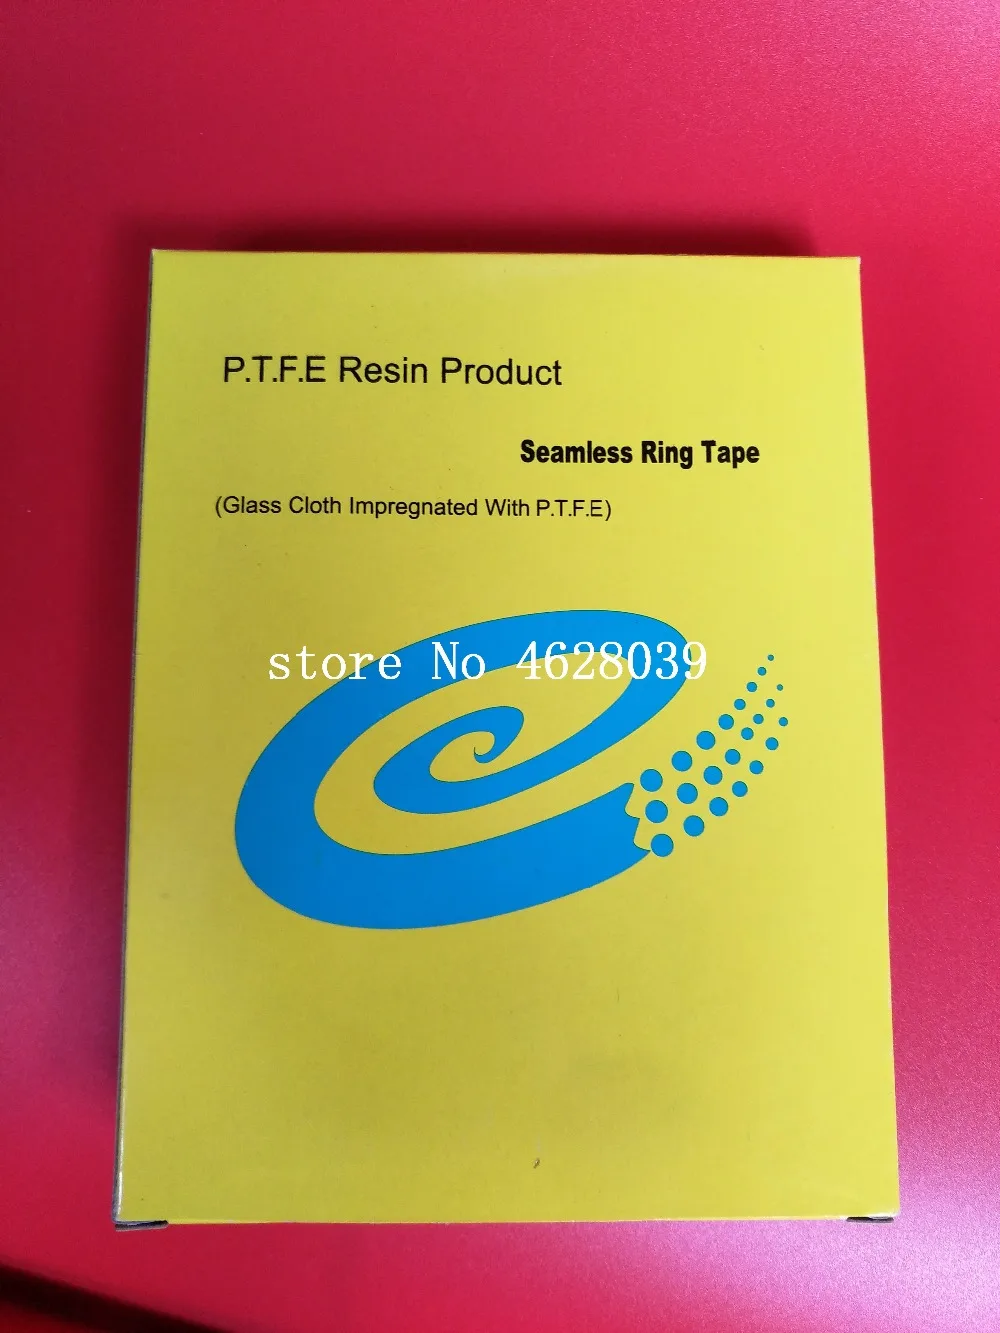 P.T.F.E Resin Product
Seamless Ring Tape
(Glass Cloth Impregnated With P.T.F.E)
store No 4628039